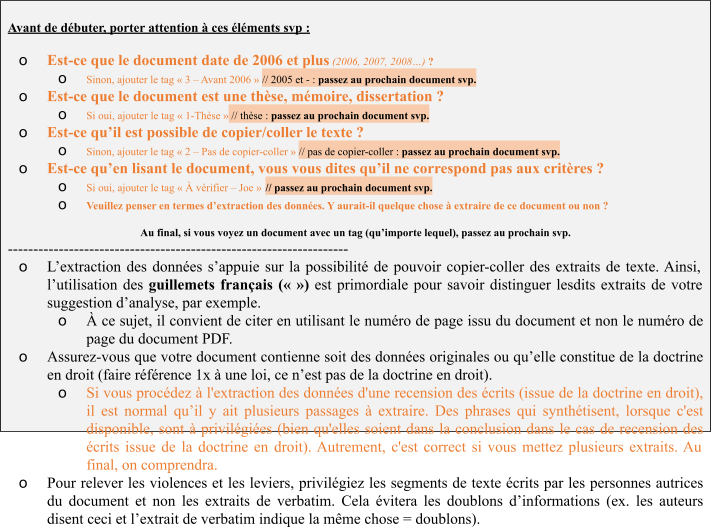 Avant de débuter, porter attention à ces éléments svp :
o Est-ce que le document date de 2006 et plus (2006, 2007, 2008…) ?
o Sinon, ajouter le tag « 3 – Avant 2006 » // 2005 et - : passez au prochain document svp.
o Est-ce que le document est une thèse, mémoire, dissertation ?
o Si oui, ajouter le tag « 1-Thèse » // thèse : passez au prochain document svp.
o Est-ce qu’il est possible de copier/coller le texte ?
o Sinon, ajouter le tag « 2 – Pas de copier-coller » // pas de copier-coller : passez au prochain document svp.
o Est-ce qu’en lisant le document, vous vous dites qu’il ne correspond pas aux critères ?
o Si oui, ajouter le tag « À vérifier – Joe » // passez au prochain document svp.
o Veuillez penser en termes d’extraction des données. Y aurait-il quelque chose à extraire de ce document ou non ?
Au final, si vous voyez un document avec un tag (qu’importe lequel), passez au prochain svp.
-------------------------------------------------------------------
o L’extraction des données s’appuie sur la possibilité de pouvoir copier-coller des extraits de texte. Ainsi,
l’utilisation des guillemets français (« ») est primordiale pour savoir distinguer lesdits extraits de votre
suggestion d’analyse, par exemple.
o À ce sujet, il convient de citer en utilisant le numéro de page issu du document et non le numéro de
page du document PDF.
o Assurez-vous que votre document contienne soit des données originales ou qu’elle constitue de la doctrine
en droit (faire référence 1x à une loi, ce n’est pas de la doctrine en droit).
o Si vous procédez à l'extraction des données d'une recension des écrits (issue de la doctrine en droit),
il est normal qu’il y ait plusieurs passages à extraire. Des phrases qui synthétisent, lorsque c'est
disponible, sont à privilégiées (bien qu'elles soient dans la conclusion dans le cas de recension des
écrits issue de la doctrine en droit). Autrement, c'est correct si vous mettez plusieurs extraits. Au
final, on comprendra.
o Pour relever les violences et les leviers, privilégiez les segments de texte écrits par les personnes autrices
du document et non les extraits de verbatim. Cela évitera les doublons d’informations (ex. les auteurs
disent ceci et l’extrait de verbatim indique la même chose = doublons).